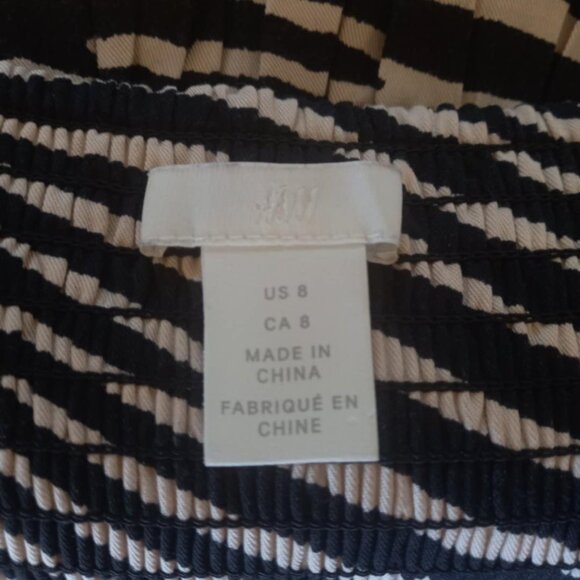 H&M
US 8
CA 8
MADE IN
CHINA
FABRIQUÉ EN
CHINE